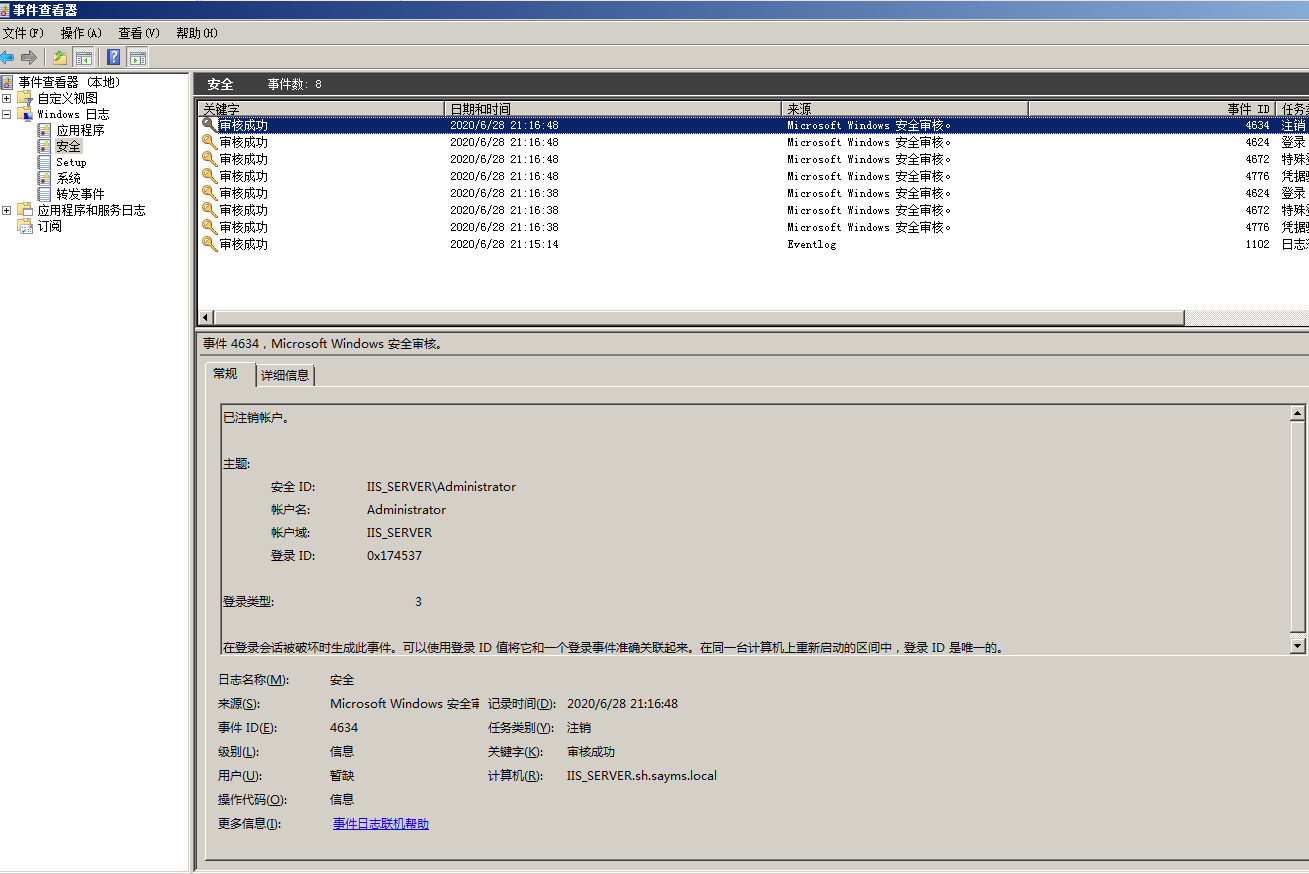 事件查看器
文件(F) 操作(A) 查看(V) 帮助(H)
事件查看器 (本地)
自定义视图
Windows 日志
应用程序
安全
Setup
系统
转发事件
应用程序和服务日志
订阅
安全 事件数: 8
关键字 日期和时间 来源 事件 ID 任务
审核成功 2020/6/28 21:16:48 Microsoft Windows 安全审核。 4634 注销
审核成功 2020/6/28 21:16:48 Microsoft Windows 安全审核。 4624 登录
审核成功 2020/6/28 21:16:48 Microsoft Windows 安全审核。 4672 特殊
审核成功 2020/6/28 21:16:48 Microsoft Windows 安全审核。 4776 凭据
审核成功 2020/6/28 21:16:38 Microsoft Windows 安全审核。 4624 登录
审核成功 2020/6/28 21:16:38 Microsoft Windows 安全审核。 4672 特殊
审核成功 2020/6/28 21:16:38 Microsoft Windows 安全审核。 4776 凭据
审核成功 2020/6/28 21:15:14 Eventlog 1102 日志
事件 4634，Microsoft Windows 安全审核。
常规 详细信息
已注销帐户。
主题:
安全 ID: IIS_SERVER\Administrator
帐户名: Administrator
帐户域: IIS_SERVER
登录 ID: 0x174537
登录类型: 3
在登录会话被破坏时生成此事件。可以使用登录 ID 值将它和一个登录事件准确关联起来。在同一台计算机上重新启动的区间中，登录 ID 是唯一的。
日志名称(M): 安全
来源(S): Microsoft Windows 安全审 记录时间(D): 2020/6/28 21:16:48
事件 ID(E): 4634 任务类别(Y): 注销
级别(L): 信息 关键字(K): 审核成功
用户(U): 暂缺 计算机(R): IIS_SERVER.sh.sayms.local
操作代码(O): 信息
更多信息(I): 事件日志联机帮助